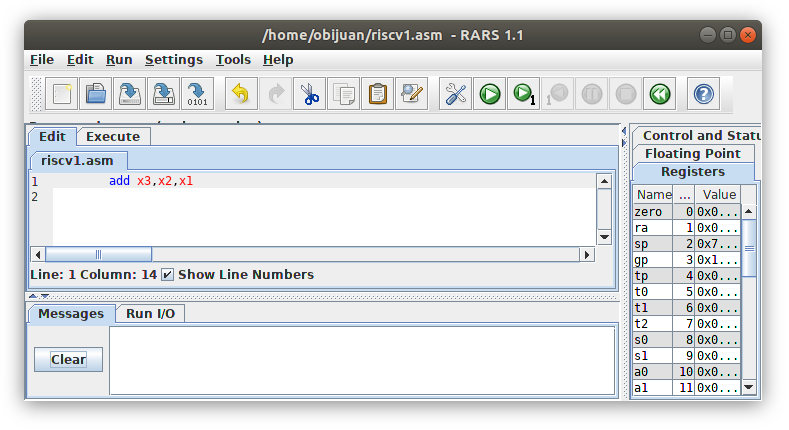 /home/obijuan/riscv1.asm - RARS 1.1
File Edit Run Settings Tools Help
0101
1
1
Edit Execute
riscv1.asm
1 add x3,x2,x1
2
Line: 1 Column: 14 Show Line Numbers
Messages Run I/O
Clear
Control and Statu
Floating Point
Registers
Name ... Value
zero 0 0x0...
ra 1 0x0...
sp 2 0x7...
gp 3 0x1...
tp 4 0x0...
t0 5 0x0...
t1 6 0x0...
t2 7 0x0...
s0 8 0x0...
s1 9 0x0...
a0 10 0x0...
a1 11 0x0...